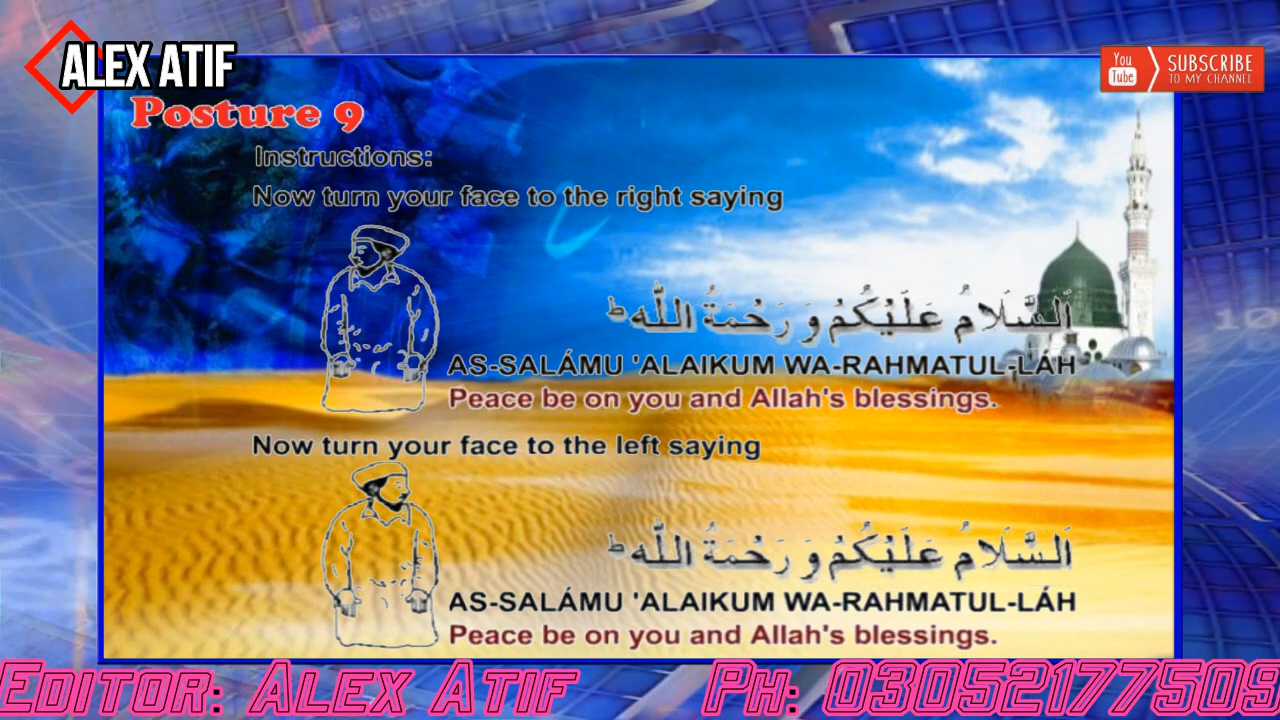 ALEX ATIF
You Tube SUBSCRIBE
TO MY CHANNEL
Posture 9
Instructions:
Now turn your face to the right saying
اَلسَّلَامُ عَلَيْكُمْ وَ رَحْمَةُ اللّٰه ؕ
AS-SALÁMU 'ALAIKUM WA-RAHMATUL-LÁH
Peace be on you and Allah's blessings.
Now turn your face to the left saying
اَلسَّلَامُ عَلَيْكُمْ وَ رَحْمَةُ اللّٰه ؕ
AS-SALÁMU 'ALAIKUM WA-RAHMATUL-LÁH
Peace be on you and Allah's blessings.
Editor: Alex Atif Ph: 03052177509